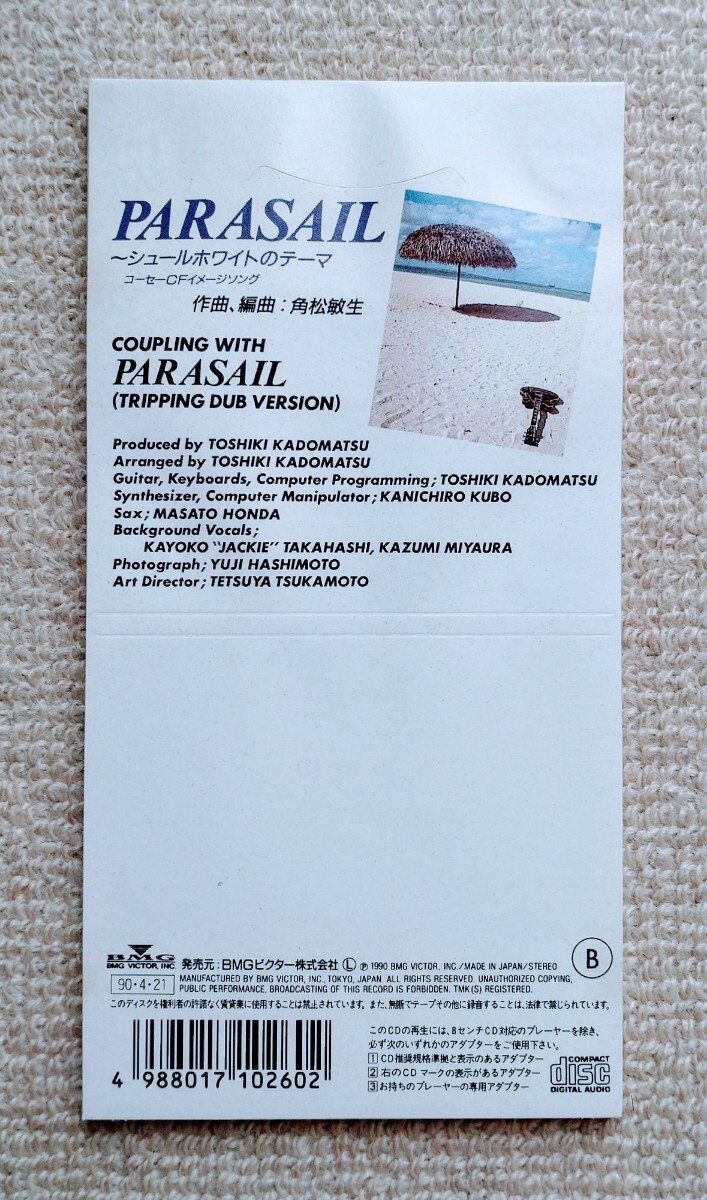 PARASAIL
～シュールホワイトのテーマ
コーセーCFイメージソング
作曲、編曲：角松敏生
COUPLING WITH
PARASAIL
(TRIPPING DUB VERSION)
Produced by TOSHIKI KADOMATSU
Arranged by TOSHIKI KADOMATSU
Guitar, Keyboards, Computer Programming; TOSHIKI KADOMATSU
Synthesizer, Computer Manipulator; KANICHIRO KUBO
Sax; MASATO HONDA
Background Vocals;
KAYOKO "JACKIE" TAKAHASHI, KAZUMI MIYAURA
Photograph; YUJI HASHIMOTO
Art Director; TETSUYA TSUKAMOTO
BMG
BMG VICTOR, INC.
発売元：BMGビクター株式会社 Ⓛ ℗ 1990 BMG VICTOR, INC./MADE IN JAPAN/STEREO
Ⓑ
90・4・21
MANUFACTURED BY BMG VICTOR, INC., TOKYO, JAPAN. ALL RIGHTS RESERVED. UNAUTHORIZED COPYING,
PUBLIC PERFORMANCE, BROADCASTING OF THIS RECORD IS FORBIDDEN. TMK(S) REGISTERED.
このディスクを権利者の許諾なく賃貸業に使用することは禁止されています。また、無断でテープその他に録音することは、法律で禁じられています。
4 988017 102602
このCDの再生には、8センチCD対応のプレーヤーを除き、
必ず次のいずれかのアダプターをご使用下さい。
1 CD推奨規格準拠と表示のあるアダプター
2 右のCDマークの表示があるアダプター
3 お持ちのプレーヤーの専用アダプター
COMPACT
disc
DIGITAL AUDIO